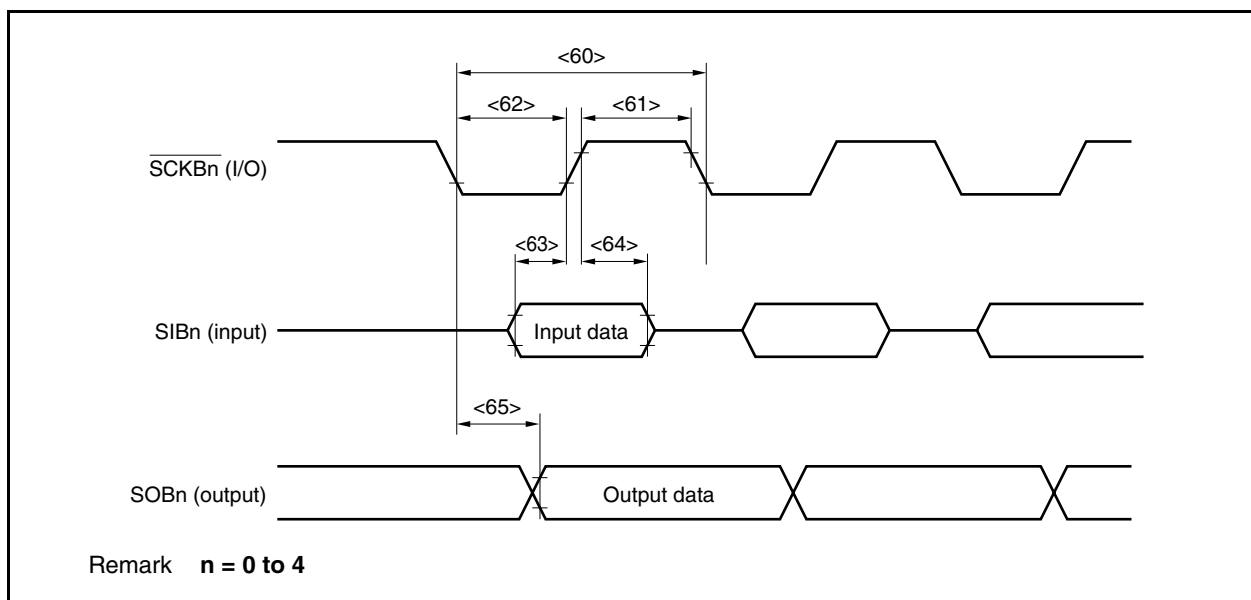 <60>
<62>
<61>
SCKBn (I/O)
<63>
<64>
SIBn (input)
Input data
<65>
SOBn (output)
Output data
Remark n = 0 to 4